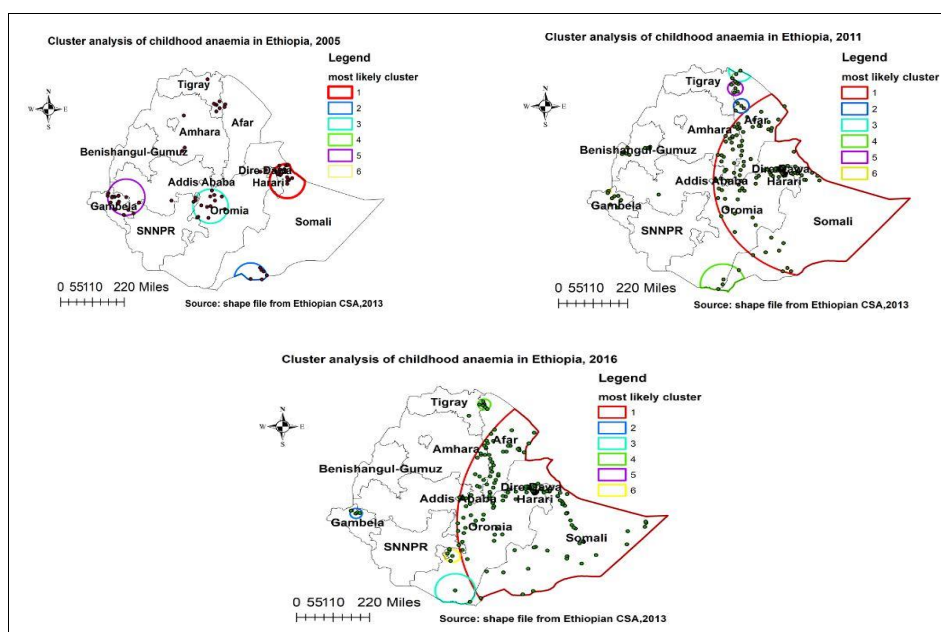 Cluster analysis of childhood anaemia in Ethiopia, 2005
Legend
most likely cluster
1
2
3
4
5
6
N
W E
S
Tigray
Afar
Amhara
Benishangul-Gumuz
Dire Dawa
Addis Ababa
Harari
Gambela
Oromia
Somali
SNNPR
0 55110 220 Miles
Source: shape file from Ethiopian CSA,2013
Cluster analysis of childhood anaemia in Ethiopia, 2011
Legend
most likely cluster
1
2
3
4
5
6
N
W E
S
Tigray
Afar
Amhara
Benishangul-Gumuz
Dire Dawa
Addis Ababa
Harari
Gambela
Oromia
Somali
SNNPR
0 55110 220 Miles
Source: shape file from Ethiopian CSA,2013
Cluster analysis of childhood anaemia in Ethiopia, 2016
Legend
most likely cluster
1
2
3
4
5
6
N
W E
S
Tigray
Afar
Amhara
Benishangul-Gumuz
Dire Dawa
Addis Ababa
Harari
Gambela
Oromia
Somali
SNNPR
0 55110 220 Miles
Source: shape file from Ethiopian CSA,2013